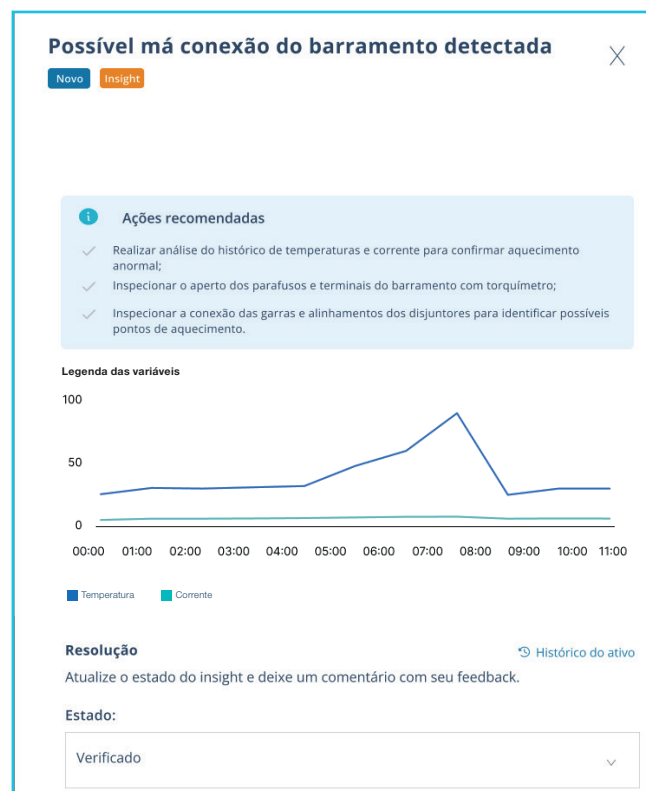 Possível má conexão do barramento detectada
Novo Insight
Ações recomendadas
Realizar análise do histórico de temperaturas e corrente para confirmar aquecimento
anormal;
Inspecionar o aperto dos parafusos e terminais do barramento com torquímetro;
Inspecionar a conexão das garras e alinhamentos dos disjuntores para identificar possíveis
pontos de aquecimento.
Legenda das variáveis
100
50
0
00:00 01:00 02:00 03:00 04:00 05:00 06:00 07:00 08:00 09:00 10:00 11:00
Temperatura Corrente
Resolução Histórico do ativo
Atualize o estado do insight e deixe um comentário com seu feedback.
Estado:
Verificado